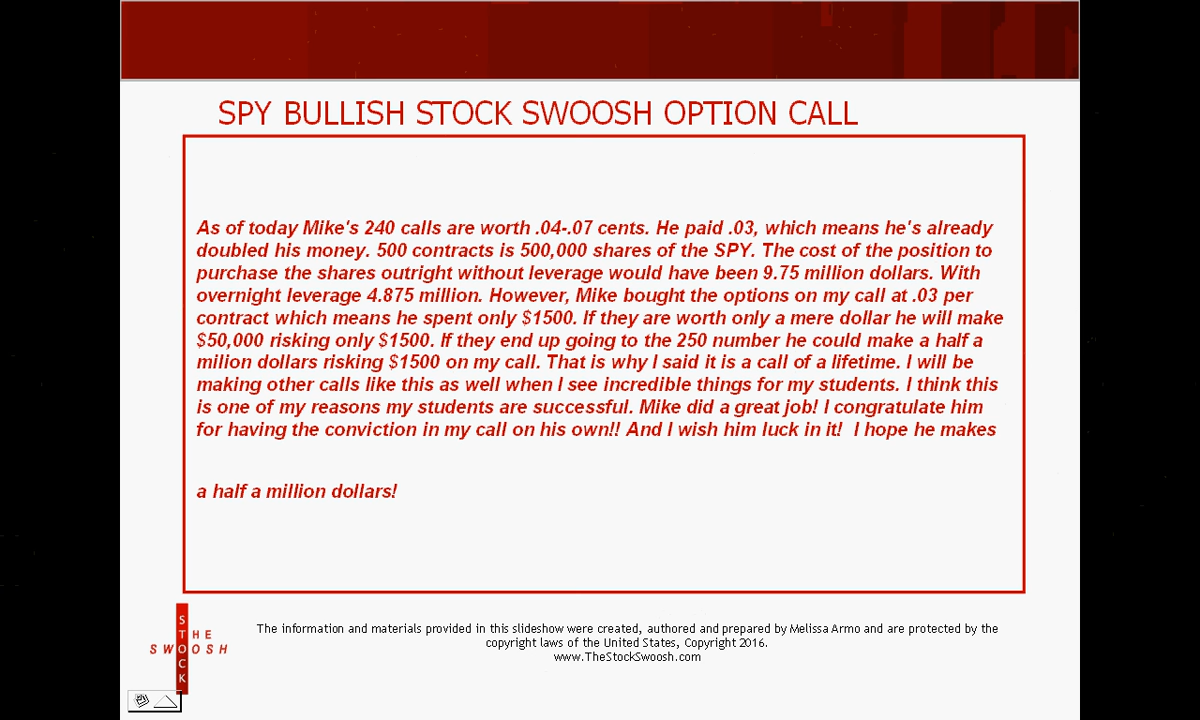 SPY BULLISH STOCK SWOOSH OPTION CALL
As of today Mike's 240 calls are worth .04-.07 cents. He paid .03, which means he's already
doubled his money. 500 contracts is 500,000 shares of the SPY. The cost of the position to
purchase the shares outright without leverage would have been 9.75 million dollars. With
overnight leverage 4.875 million. However, Mike bought the options on my call at .03 per
contract which means he spent only $1500. If they are worth only a mere dollar he will make
$50,000 risking only $1500. If they end up going to the 250 number he could make a half a
milion dollars risking $1500 on my call. That is why I said it is a call of a lifetime. I will be
making other calls like this as well when I see incredible things for my students. I think this
is one of my reasons my students are successful. Mike did a great job! I congratulate him
for having the conviction in my call on his own!! And I wish him luck in it!  I hope he makes
a half a million dollars!
THE
STOCK
SWOOSH
The information and materials provided in this slideshow were created, authored and prepared by Melissa Armo and are protected by the
copyright laws of the United States, Copyright 2016.
www.TheStockSwoosh.com